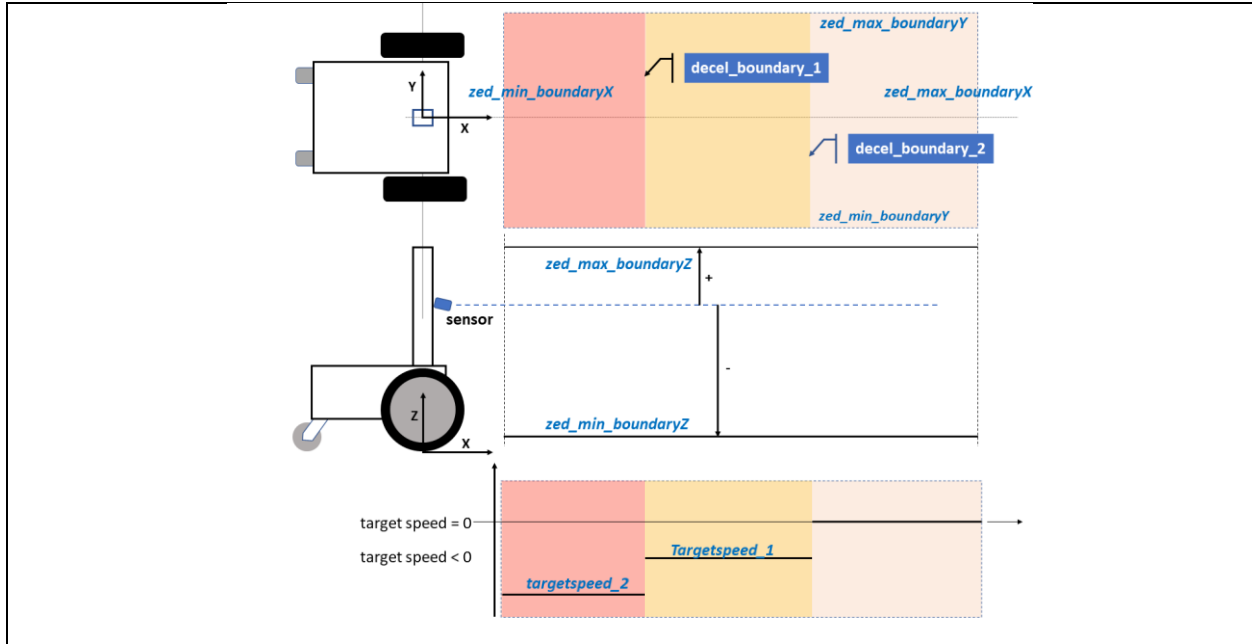 zed_max_boundaryY
decel_boundary_1
Y
zed_min_boundaryX
zed_max_boundaryX
X
decel_boundary_2
zed_min_boundaryY
zed_max_boundaryZ
+
sensor
-
Z
zed_min_boundaryZ
X
target speed = 0
target speed < 0
Targetspeed_1
targetspeed_2